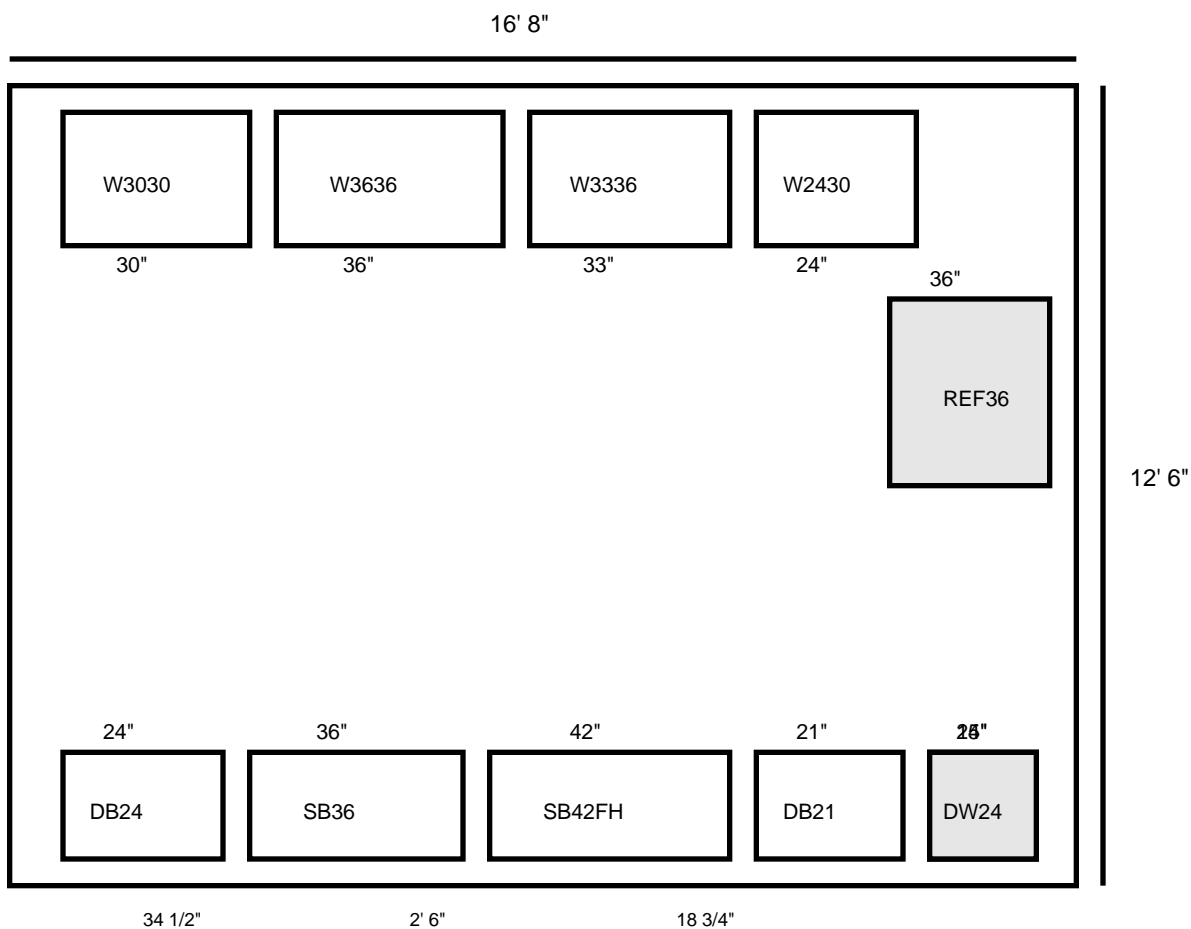 16' 8"
W3030
W3636
W3336
W2430
30"
36"
33"
24"
36"
REF36
12' 6"
24"
36"
42"
21"
DB24
SB36
SB42FH
DB21
DW24
34 1/2"
2' 6"
18 3/4"